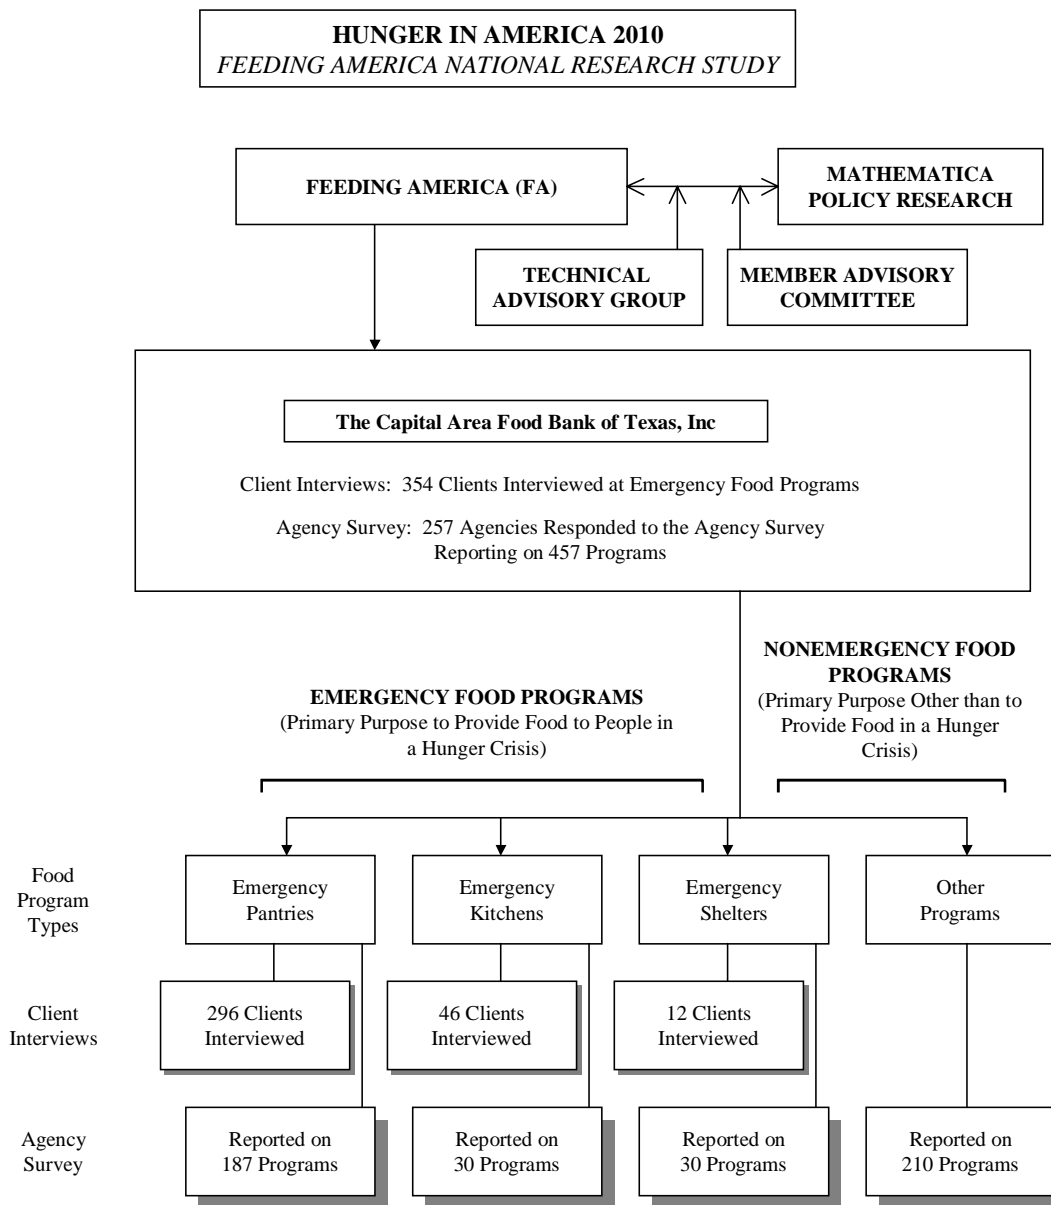 HUNGER IN AMERICA 2010
FEEDING AMERICA NATIONAL RESEARCH STUDY
FEEDING AMERICA (FA)
MATHEMATICA
POLICY RESEARCH
TECHNICAL
ADVISORY GROUP
MEMBER ADVISORY
COMMITTEE
The Capital Area Food Bank of Texas, Inc
Client Interviews: 354 Clients Interviewed at Emergency Food Programs
Agency Survey: 257 Agencies Responded to the Agency Survey
Reporting on 457 Programs
EMERGENCY FOOD PROGRAMS
(Primary Purpose to Provide Food to People in
a Hunger Crisis)
NONEMERGENCY FOOD
PROGRAMS
(Primary Purpose Other than to
Provide Food in a Hunger
Crisis)
Food
Program
Types
Emergency
Pantries
Emergency
Kitchens
Emergency
Shelters
Other
Programs
Client
Interviews
296 Clients
Interviewed
46 Clients
Interviewed
12 Clients
Interviewed
Agency
Survey
Reported on
187 Programs
Reported on
30 Programs
Reported on
30 Programs
Reported on
210 Programs